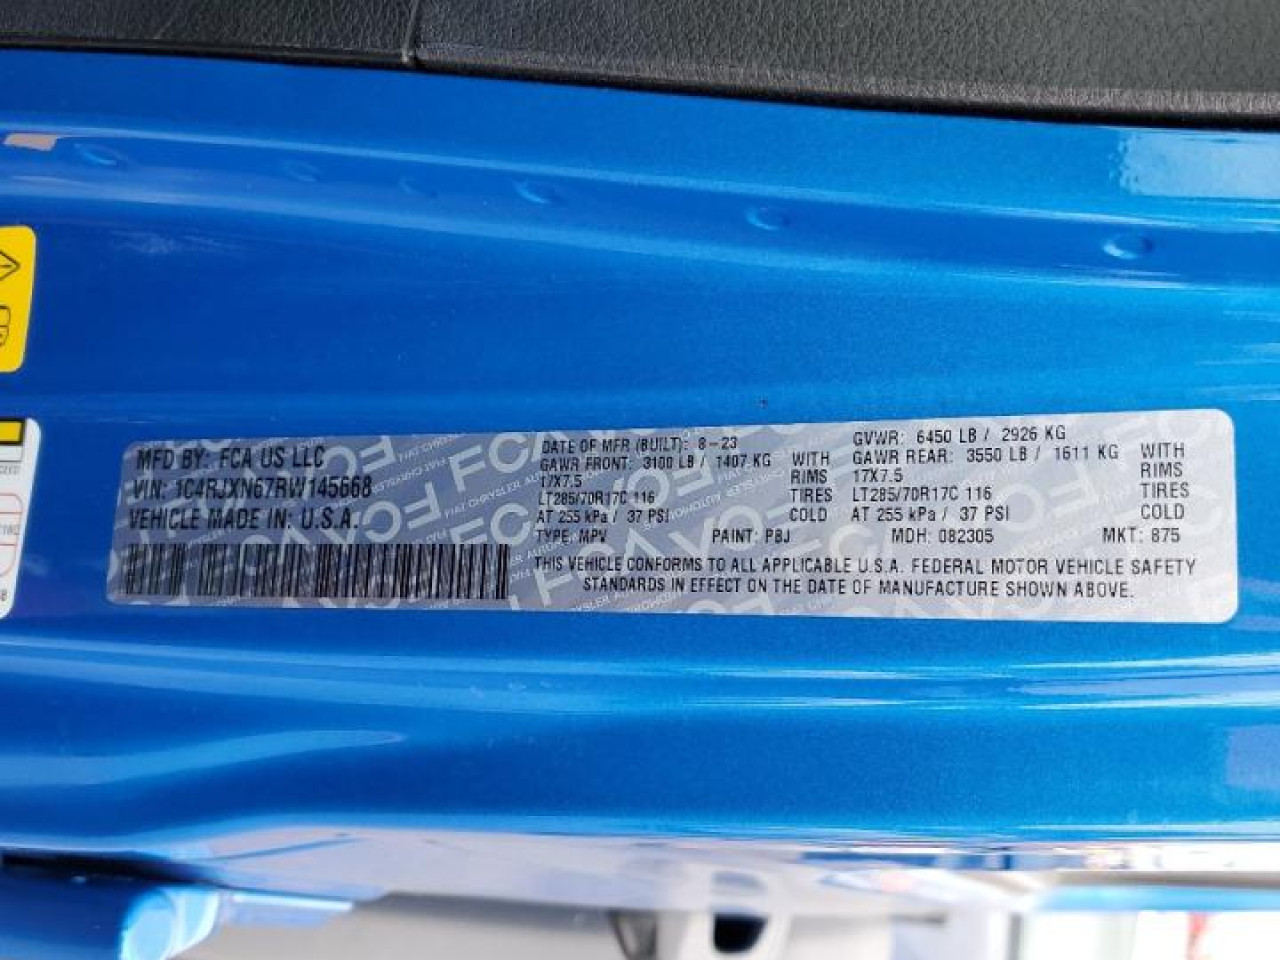 MFD BY: FCA US LLC
VIN: 1C4RJXN67RW145668
VEHICLE MADE IN: U.S.A.
DATE OF MFR (BUILT): 8-23
GAWR FRONT: 3100 LB / 1407 KG WITH
17X7.5 RIMS
LT285/70R17C 116 TIRES
AT 255 kPa / 37 PSI COLD
TYPE: MPV PAINT: PBJ
GVWR: 6450 LB / 2926 KG
GAWR REAR: 3550 LB / 1611 KG WITH
17X7.5 RIMS
LT285/70R17C 116 TIRES
AT 255 kPa / 37 PSI COLD
MDH: 082305 MKT: 875
THIS VEHICLE CONFORMS TO ALL APPLICABLE U.S.A. FEDERAL MOTOR VEHICLE SAFETY
STANDARDS IN EFFECT ON THE DATE OF MANUFACTURE SHOWN ABOVE.